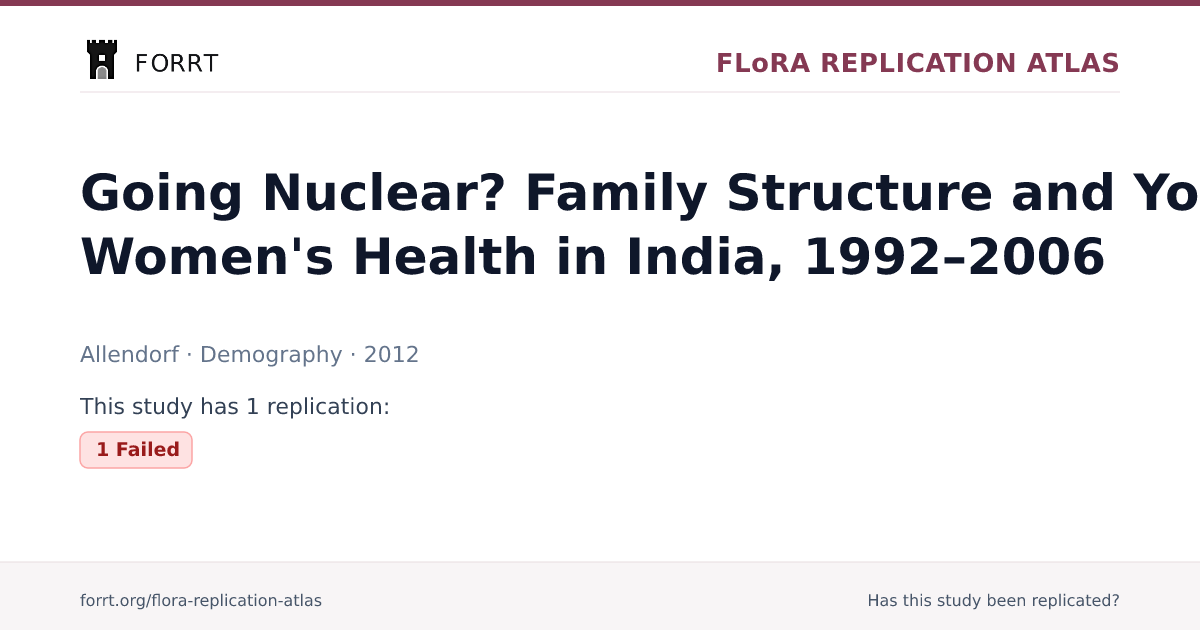 FORRT
FLoRA REPLICATION ATLAS
Going Nuclear? Family Structure and Yo
Women's Health in India, 1992–2006
Allendorf · Demography · 2012
This study has 1 replication:
1 Failed
forrt.org/flora-replication-atlas
Has this study been replicated?